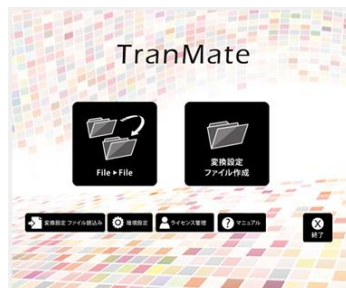 TranMate
File ▸ File
変換設定
ファイル作成
変換設定 ファイル読込み
環境設定
ライセンス管理
マニュアル
終了